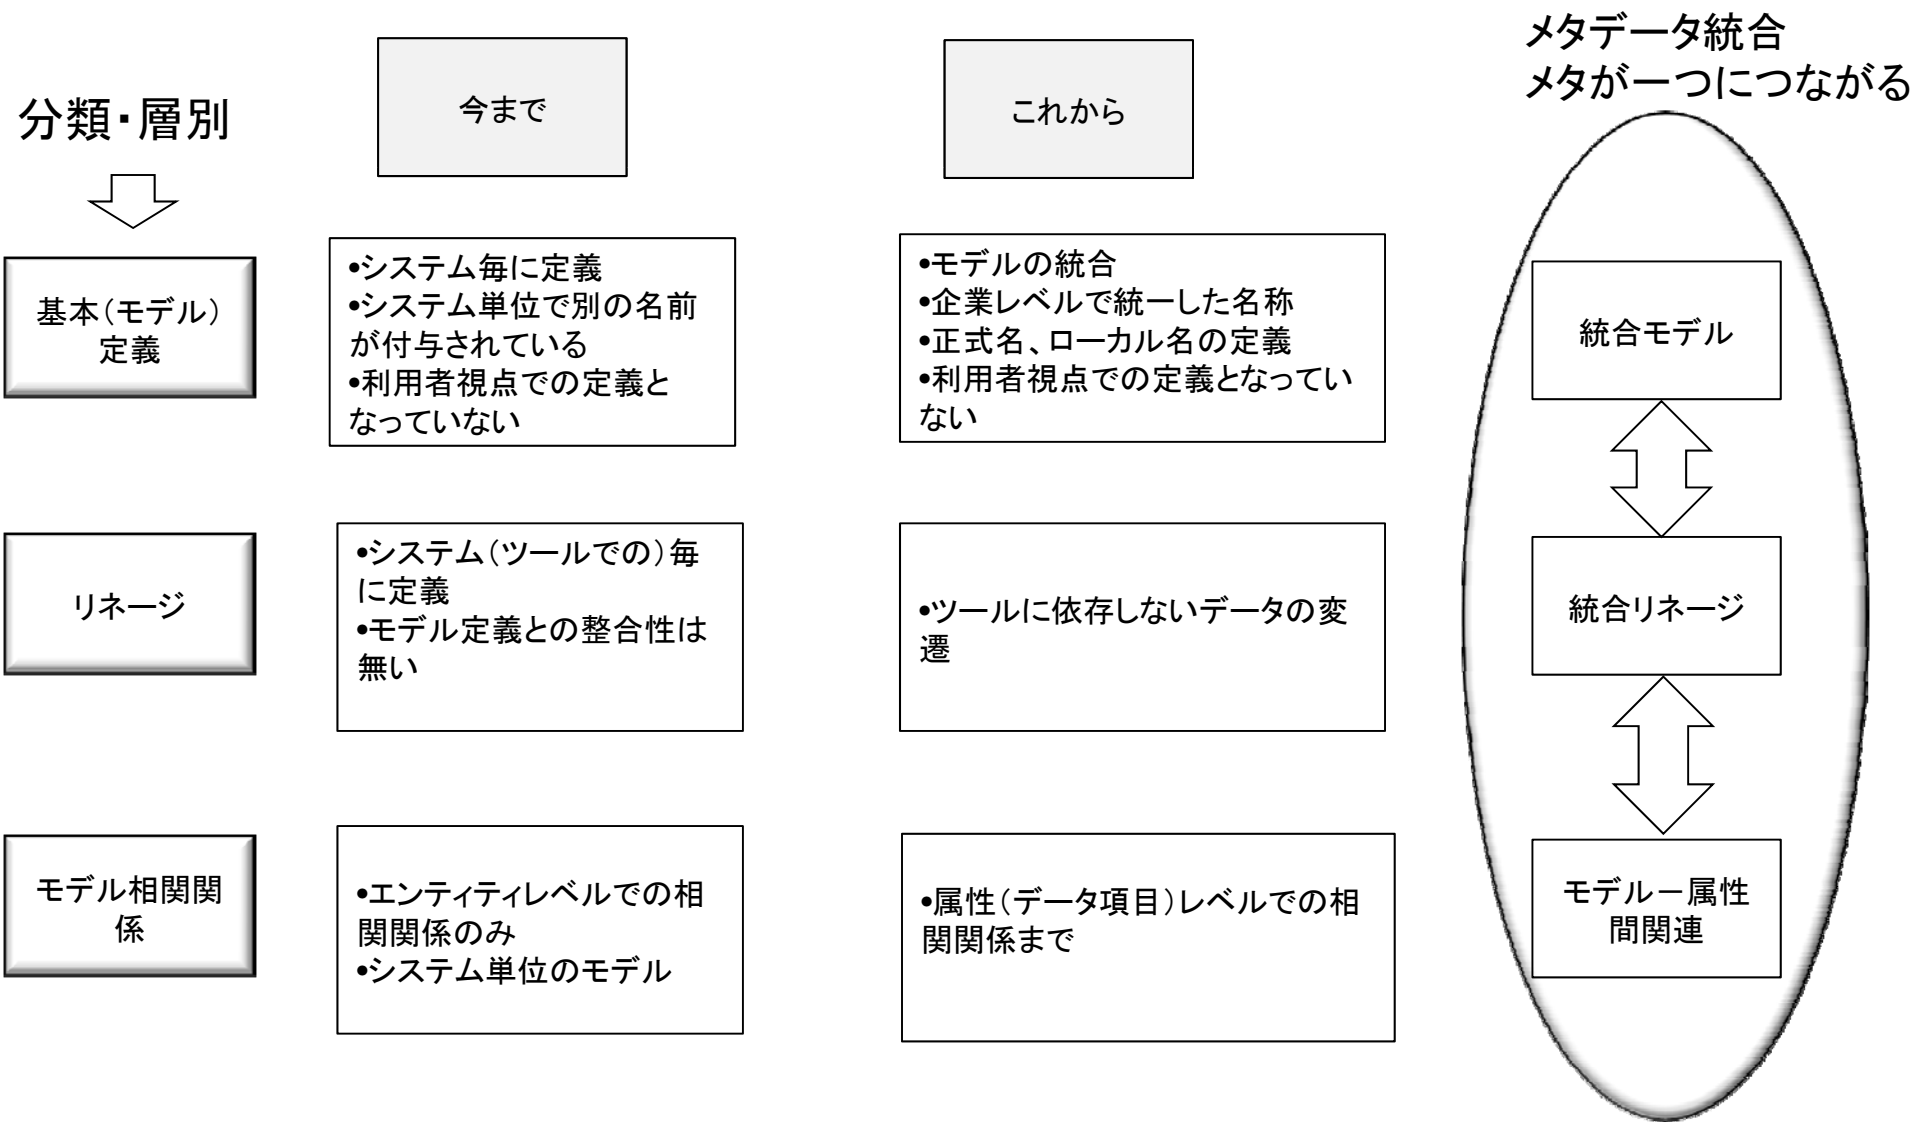 メタデータ統合
メタが一つにつながる
分類・層別
今まで
これから
基本（モデル）
定義
•システム毎に定義
•システム単位で別の名前
が付与されている
•利用者視点での定義と
なっていない
•モデルの統合
•企業レベルで統一した名称
•正式名、ローカル名の定義
•利用者視点での定義となってい
ない
統合モデル
リネージ
•システム（ツールでの）毎
に定義
•モデル定義との整合性は
無い
•ツールに依存しないデータの変
遷
統合リネージ
モデル相関関
係
•エンティティレベルでの相
関関係のみ
•システム単位のモデル
•属性（データ項目）レベルでの相
関関係まで
モデル－属性
間関連